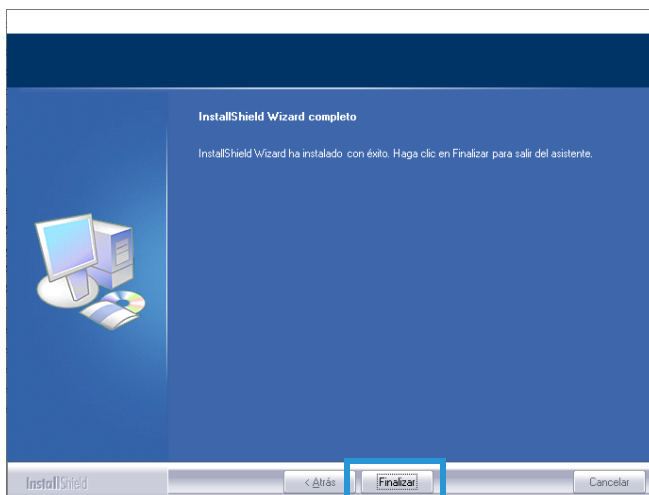 InstallShield Wizard completo
InstallShield Wizard ha instalado con éxito. Haga clic en Finalizar para salir del asistente.
InstallShield
< Atrás
Finalizar
Cancelar